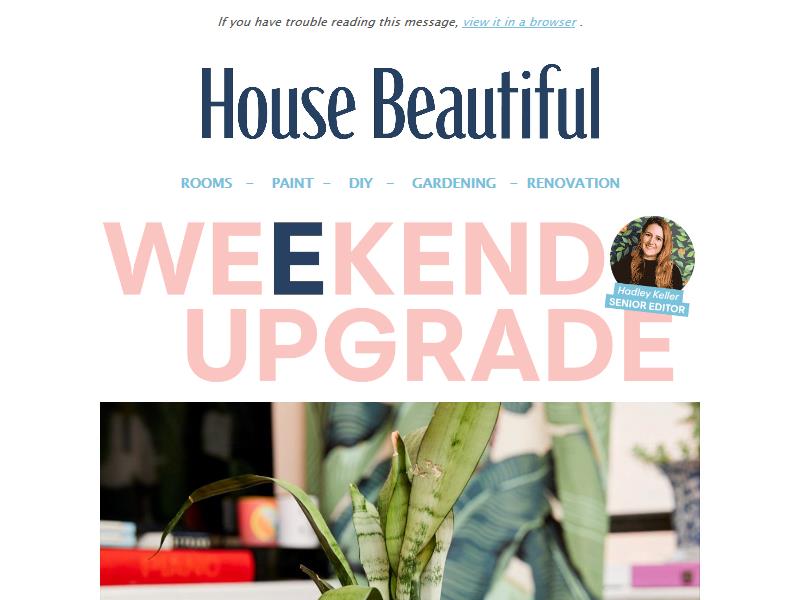 If you have trouble reading this message, view it in a browser .
House Beautiful
ROOMS – PAINT – DIY – GARDENING – RENOVATION
WEEKEND
Hadley Keller
SENIOR EDITOR
UPGRADE
PIANO